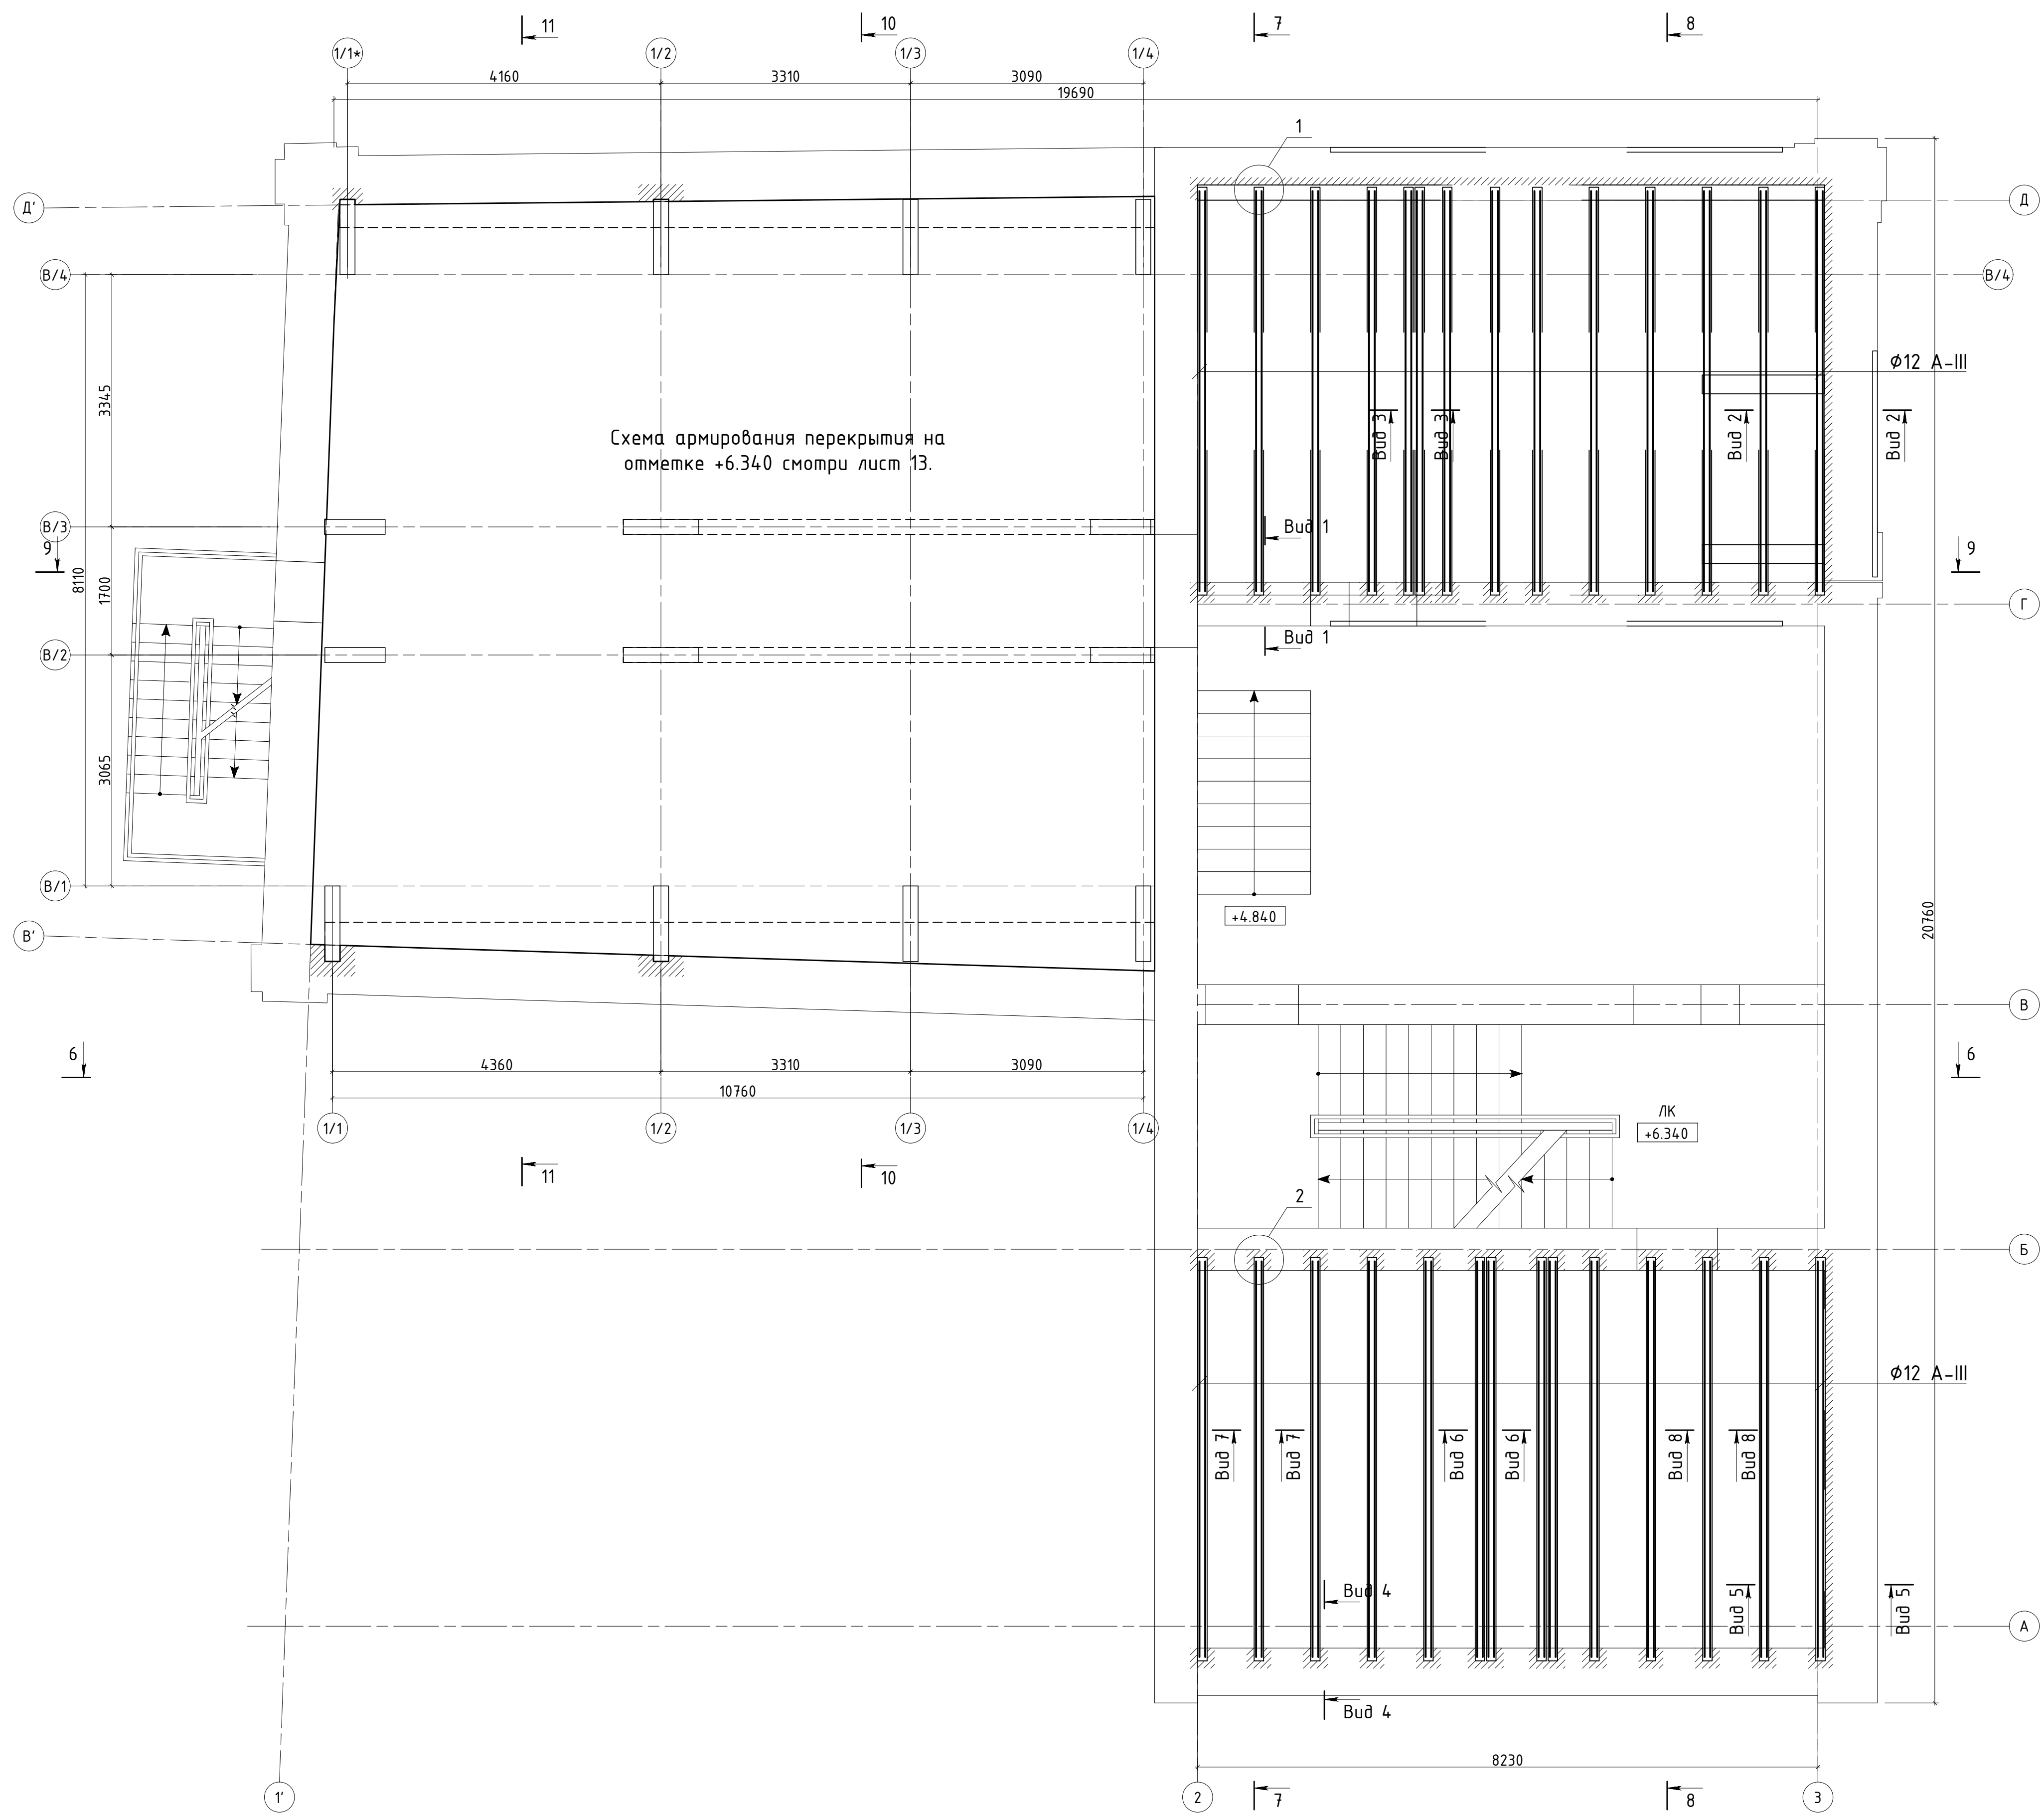 11
10
7
8
1/1*
1/2
1/3
1/4
4160
3310
3090
19690
1
Д'
Д
В/4
В/4
Ø12 А-III
3345
Схема армирования перекрытия на
отметке +6.340 смотри лист 13.
Вид 3
Вид 3
Вид 2
Вид 2
В/3
Вид 1
9
9
8110
1700
Г
Вид 1
В/2
3065
В/1
+4.840
20760
В'
В
6
6
4360
3310
3090
10760
1/1
1/2
1/3
1/4
ЛК
+6.340
11
10
2
Б
Ø12 А-III
Вид 7
Вид 7
Вид 6
Вид 6
Вид 8
Вид 8
Вид 4
Вид 5
Вид 5
А
Вид 4
8230
1'
2
7
8
3